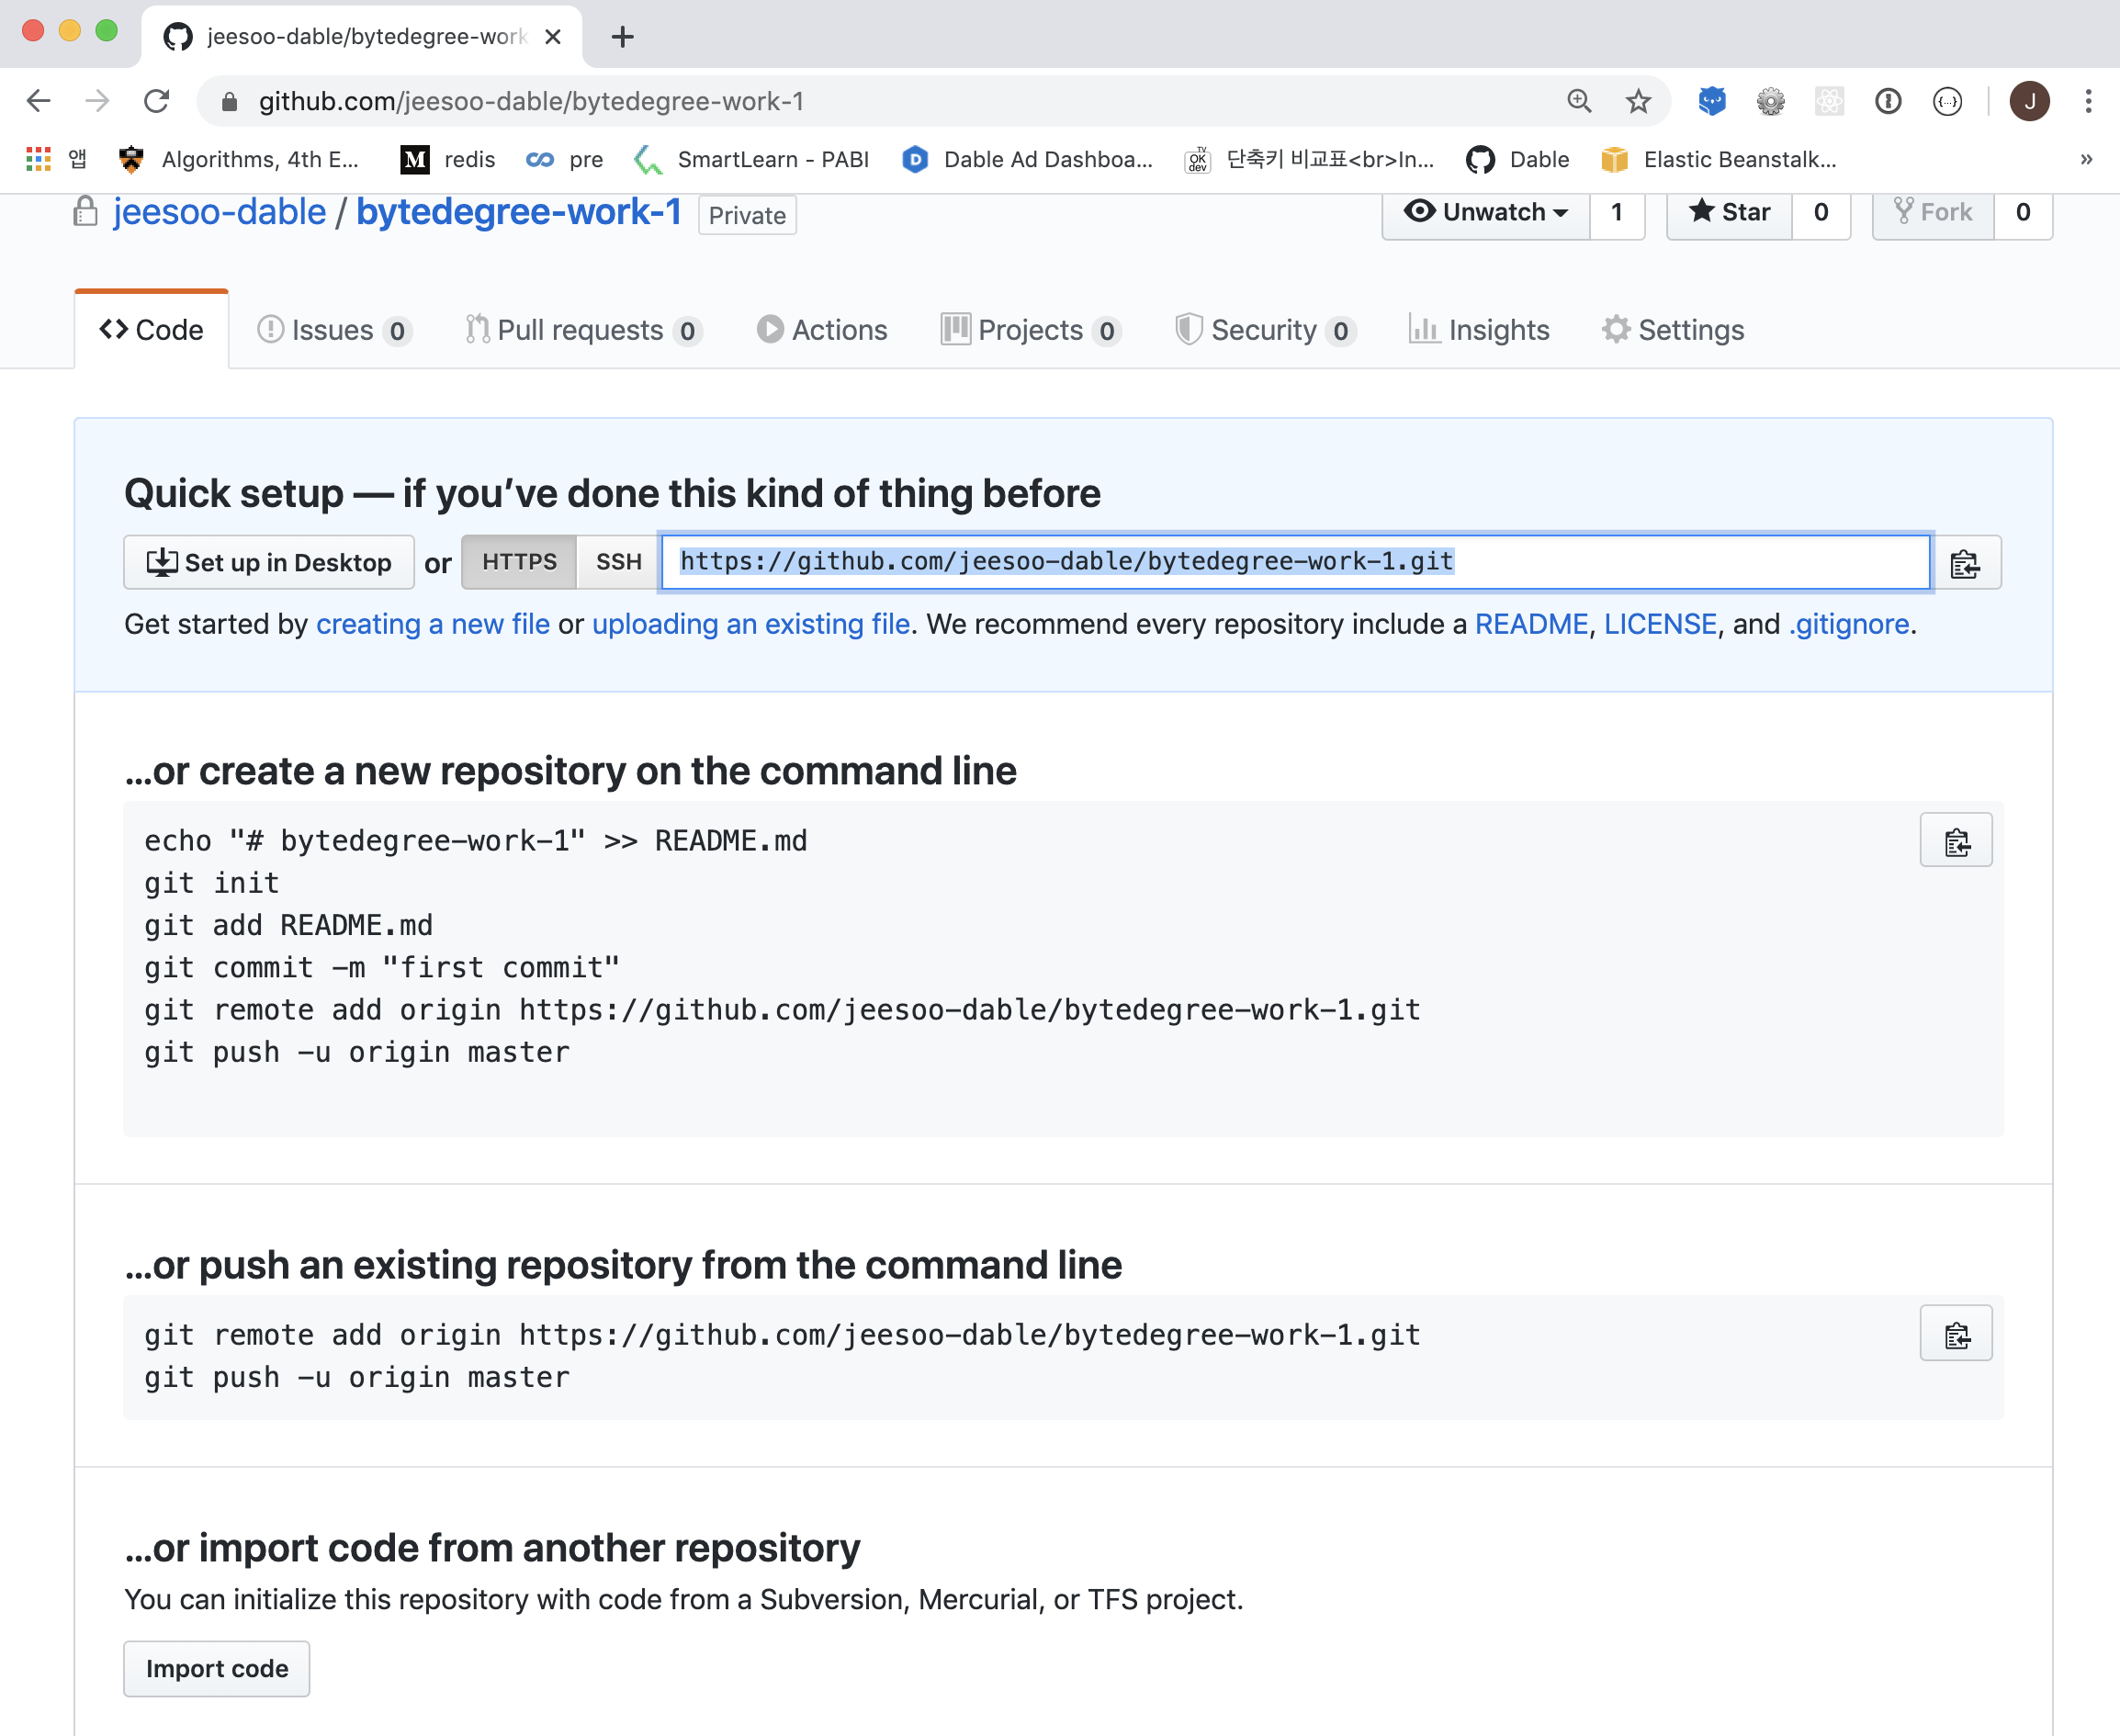 jeesoo-dable/bytedegree-work
github.com/jeesoo-dable/bytedegree-work-1
J
앱 Algorithms, 4th E... M redis pre SmartLearn - PABI D Dable Ad Dashboa... TV OK dev 단축키 비교표<br>In... Dable Elastic Beanstalk... »
jeesoo-dable / bytedegree-work-1 Private Unwatch 1 Star 0 Fork 0
Code Issues 0 Pull requests 0 Actions Projects 0 Security 0 Insights Settings
Quick setup — if you’ve done this kind of thing before
Set up in Desktop or HTTPS SSH https://github.com/jeesoo-dable/bytedegree-work-1.git
Get started by creating a new file or uploading an existing file. We recommend every repository include a README, LICENSE, and .gitignore.
…or create a new repository on the command line
echo "# bytedegree-work-1" >> README.md
git init
git add README.md
git commit -m "first commit"
git remote add origin https://github.com/jeesoo-dable/bytedegree-work-1.git
git push -u origin master
…or push an existing repository from the command line
git remote add origin https://github.com/jeesoo-dable/bytedegree-work-1.git
git push -u origin master
…or import code from another repository
You can initialize this repository with code from a Subversion, Mercurial, or TFS project.
Import code